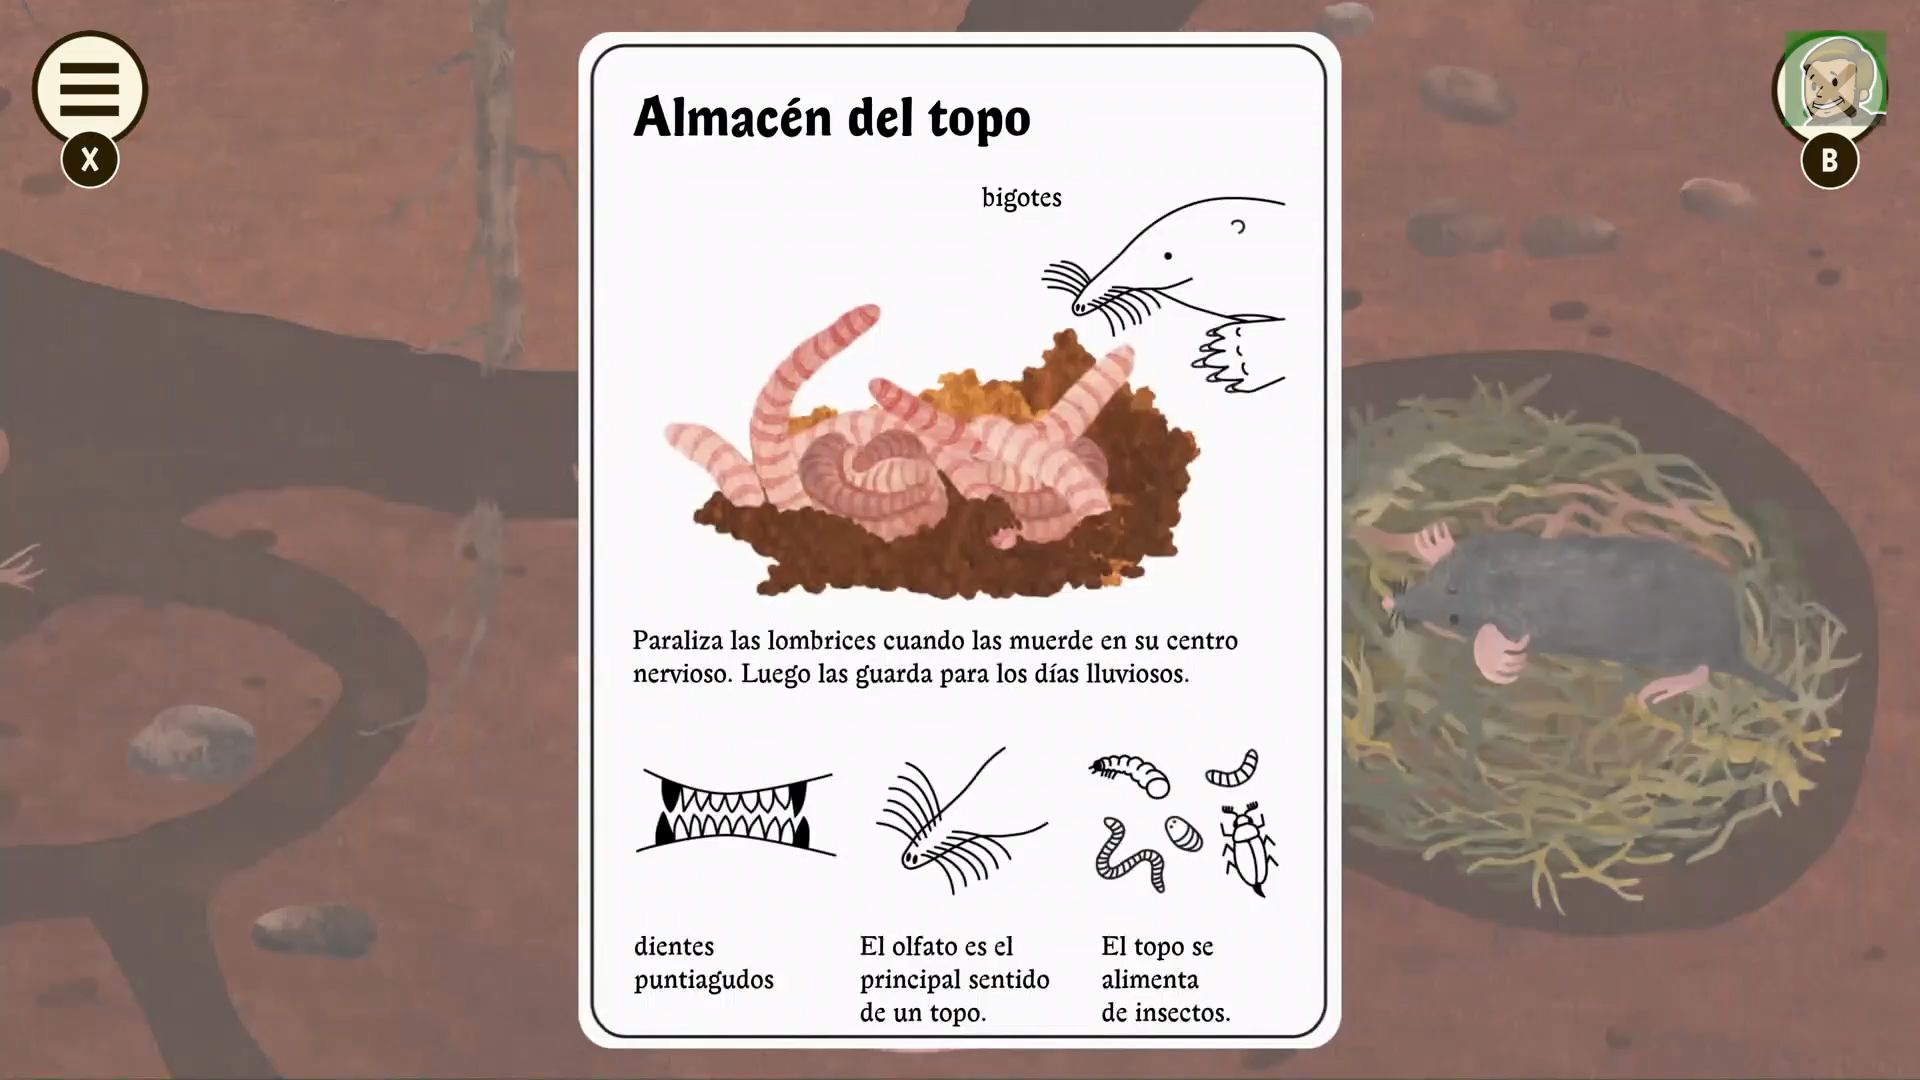 X
B
Almacén del topo
bigotes
Paraliza las lombrices cuando las muerde en su centro
nervioso. Luego las guarda para los días lluviosos.
dientes
puntiagudos
El olfato es el
principal sentido
de un topo.
El topo se
alimenta
de insectos.